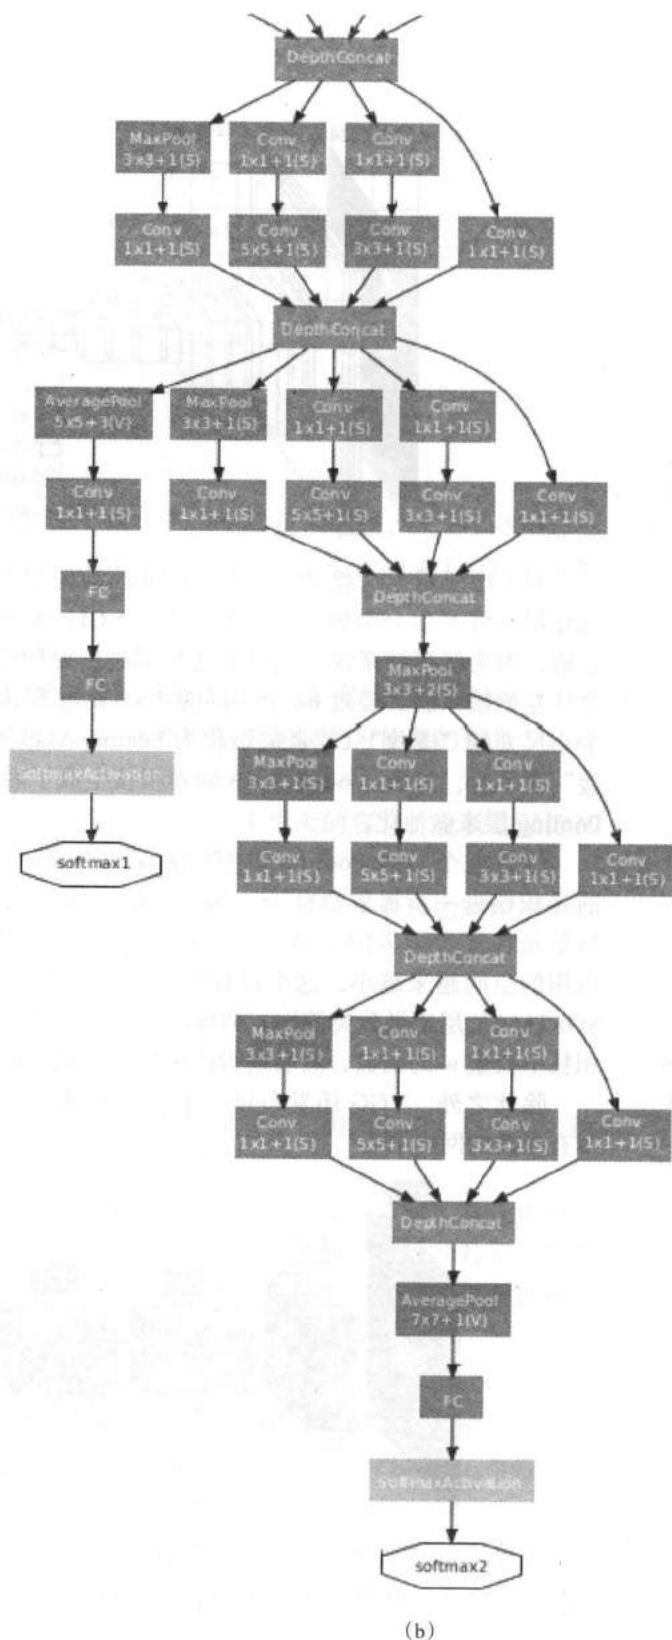 DepthConcat
MaxPool
3x3+1(S)
Conv
1x1+1(S)
Conv
1x1+1(S)
Conv
1x1+1(S)
Conv
5x5+1(S)
Conv
3x3+1(S)
Conv
1x1+1(S)
DepthConcat
AveragePool
5x5+3(V)
MaxPool
3x3+1(S)
Conv
1x1+1(S)
Conv
1x1+1(S)
Conv
1x1+1(S)
Conv
1x1+1(S)
Conv
5x5+1(S)
Conv
3x3+1(S)
Conv
1x1+1(S)
FC
DepthConcat
FC
MaxPool
3x3+2(S)
SoftmaxActivation
MaxPool
3x3+1(S)
Conv
1x1+1(S)
Conv
1x1+1(S)
softmax1
Conv
1x1+1(S)
Conv
5x5+1(S)
Conv
3x3+1(S)
Conv
1x1+1(S)
DepthConcat
MaxPool
3x3+1(S)
Conv
1x1+1(S)
Conv
1x1+1(S)
Conv
1x1+1(S)
Conv
5x5+1(S)
Conv
3x3+1(S)
Conv
1x1+1(S)
DepthConcat
AveragePool
7x7+1(V)
FC
SoftmaxActivation
softmax2
(b)